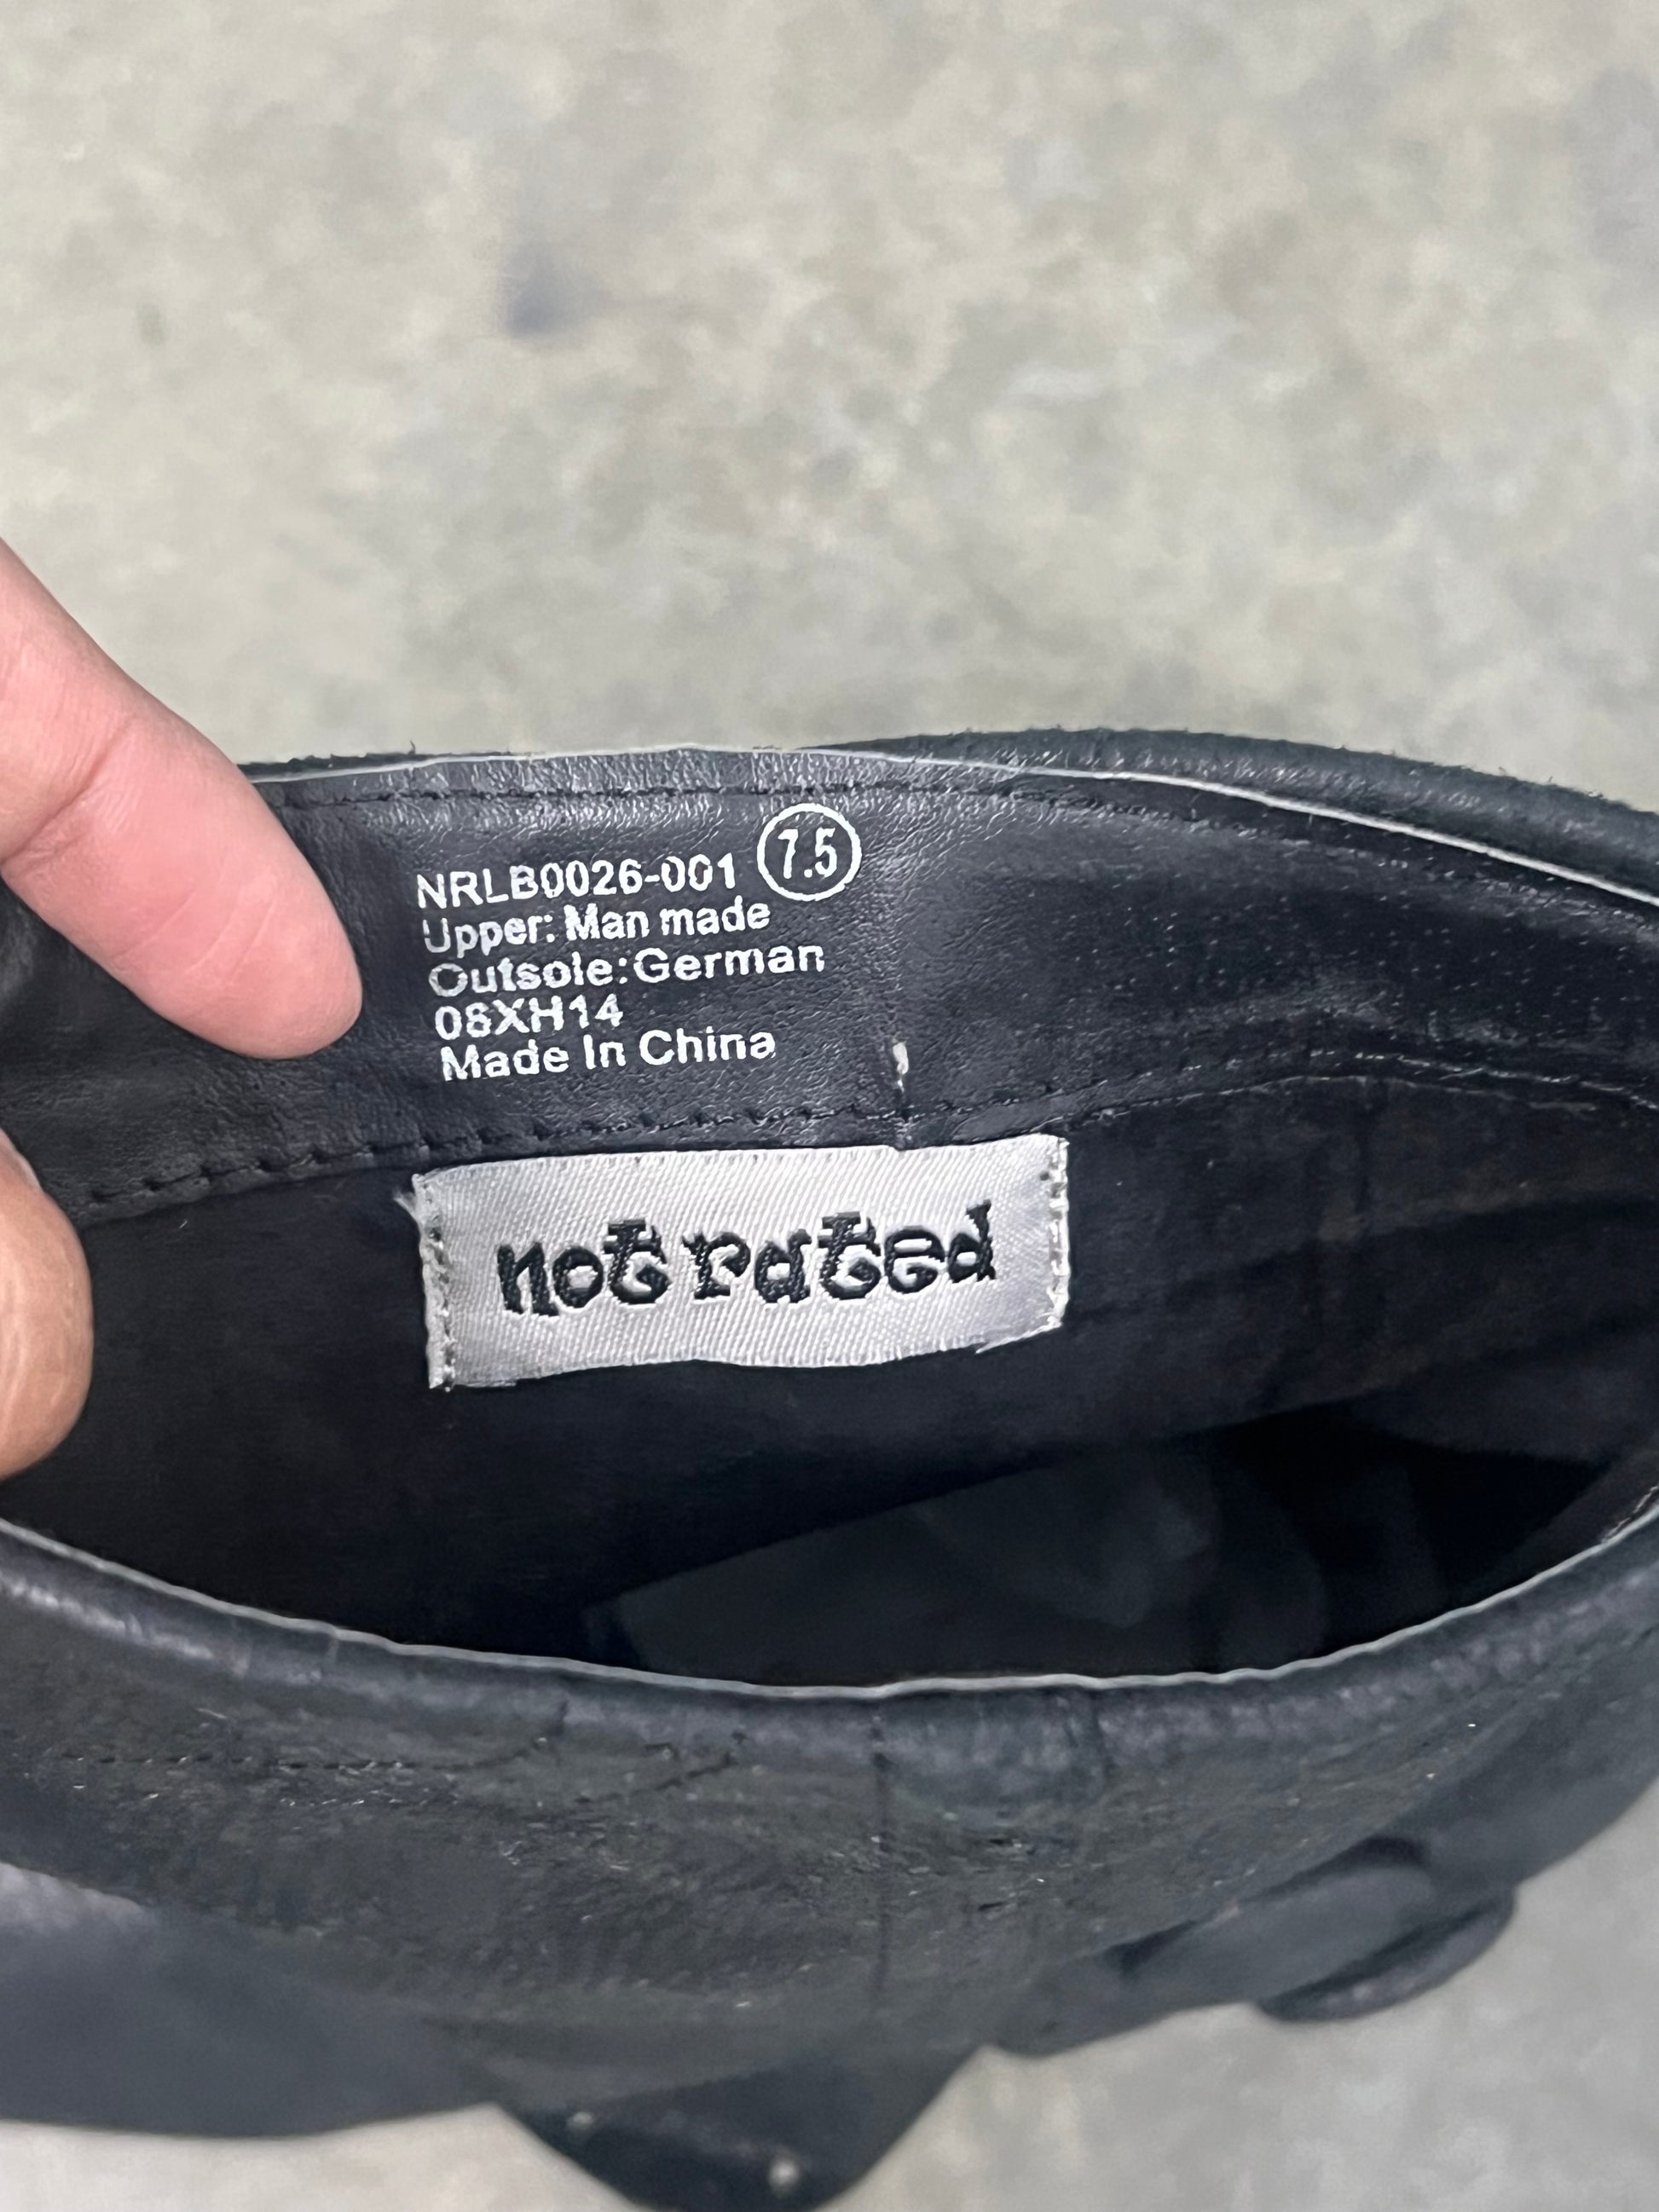 NRLB0026-001 7.5
Upper: Man made
Outsole:German
08XH14
Made In China
not rated